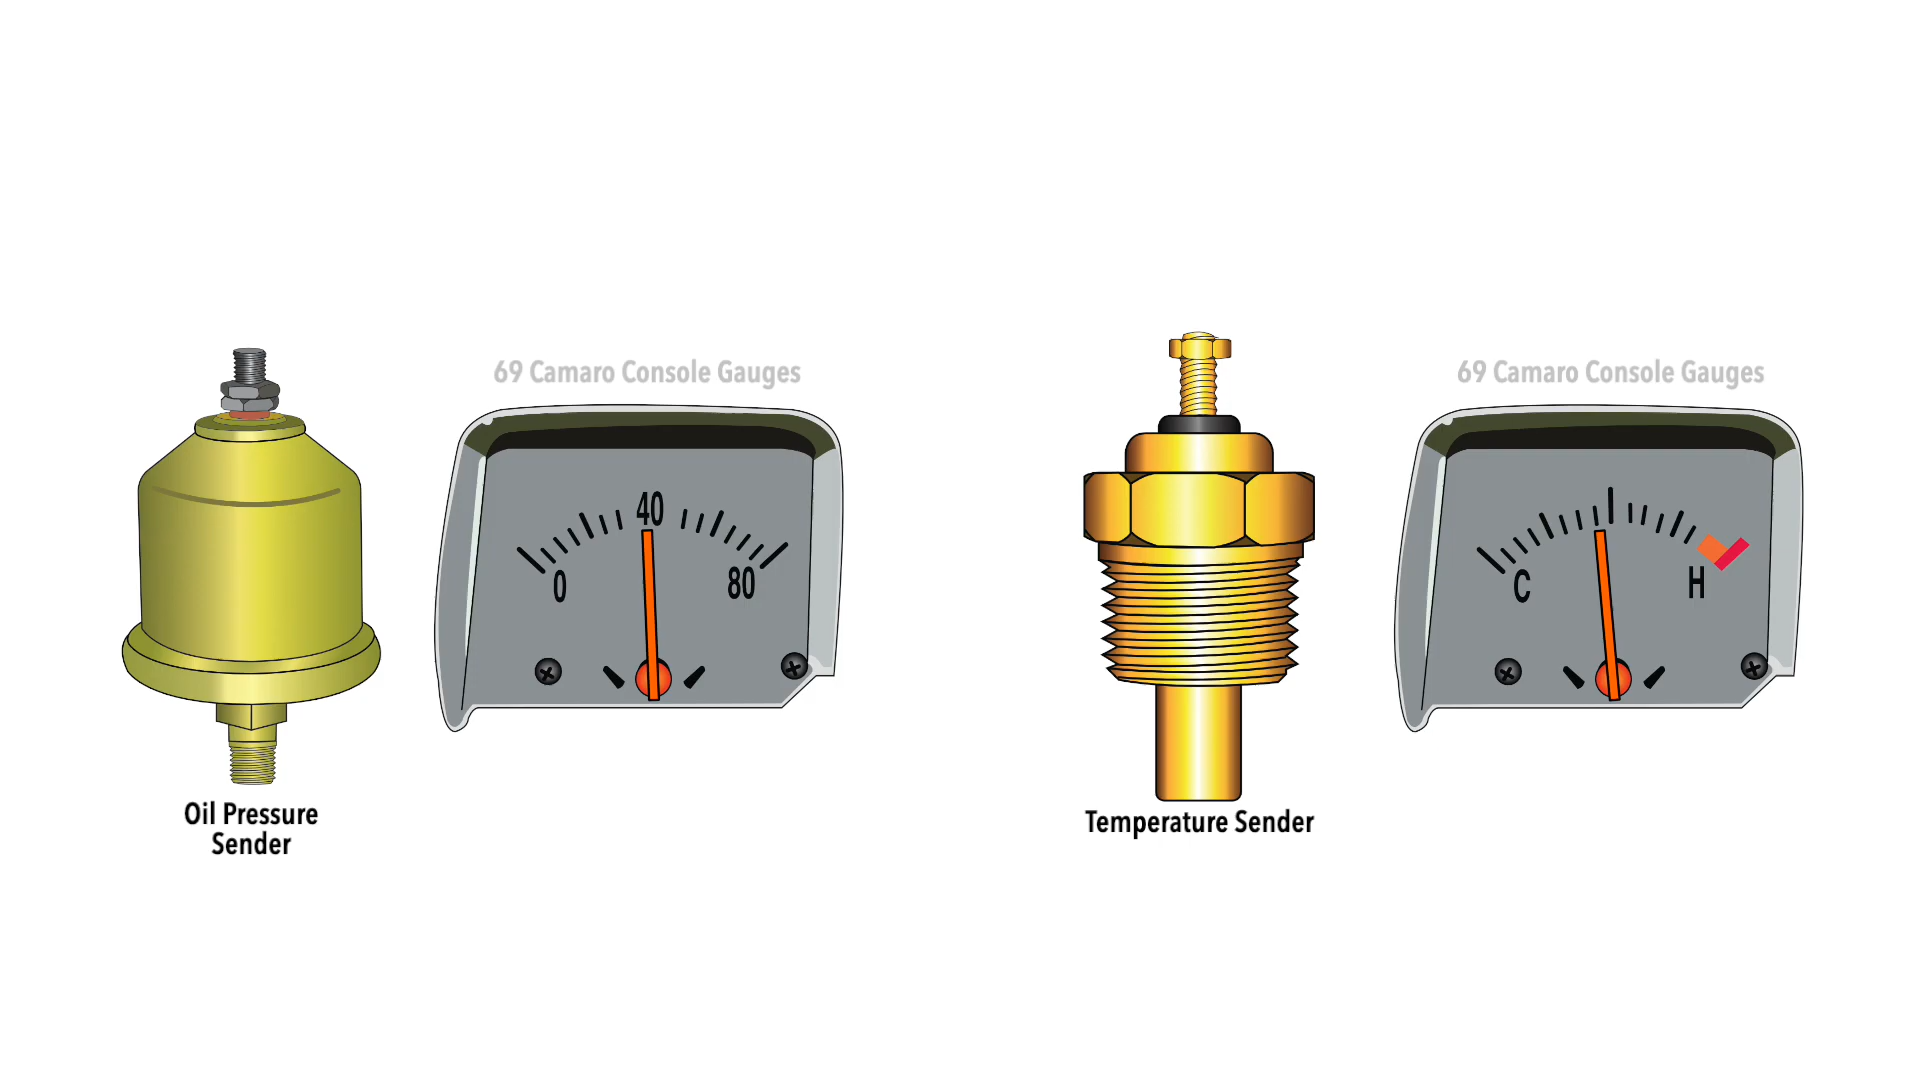 69 Camaro Console Gauges
40
0
80
Oil Pressure
Sender
69 Camaro Console Gauges
C
H
Temperature Sender